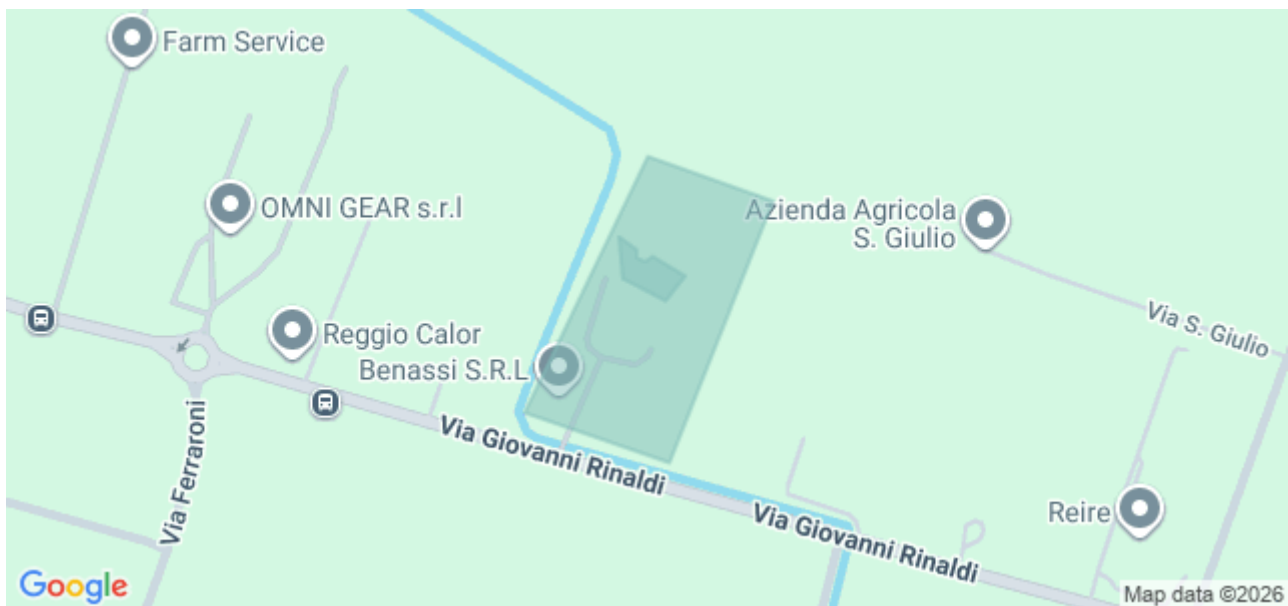 Farm Service
OMNI GEAR s.r.l
Azienda Agricola
S. Giulio
Via S. Giulio
Reggio Calor
Benassi S.R.L
Via Ferraroni
Via Giovanni Rinaldi
Via Giovanni Rinaldi
Reire
Google
Map data ©2026